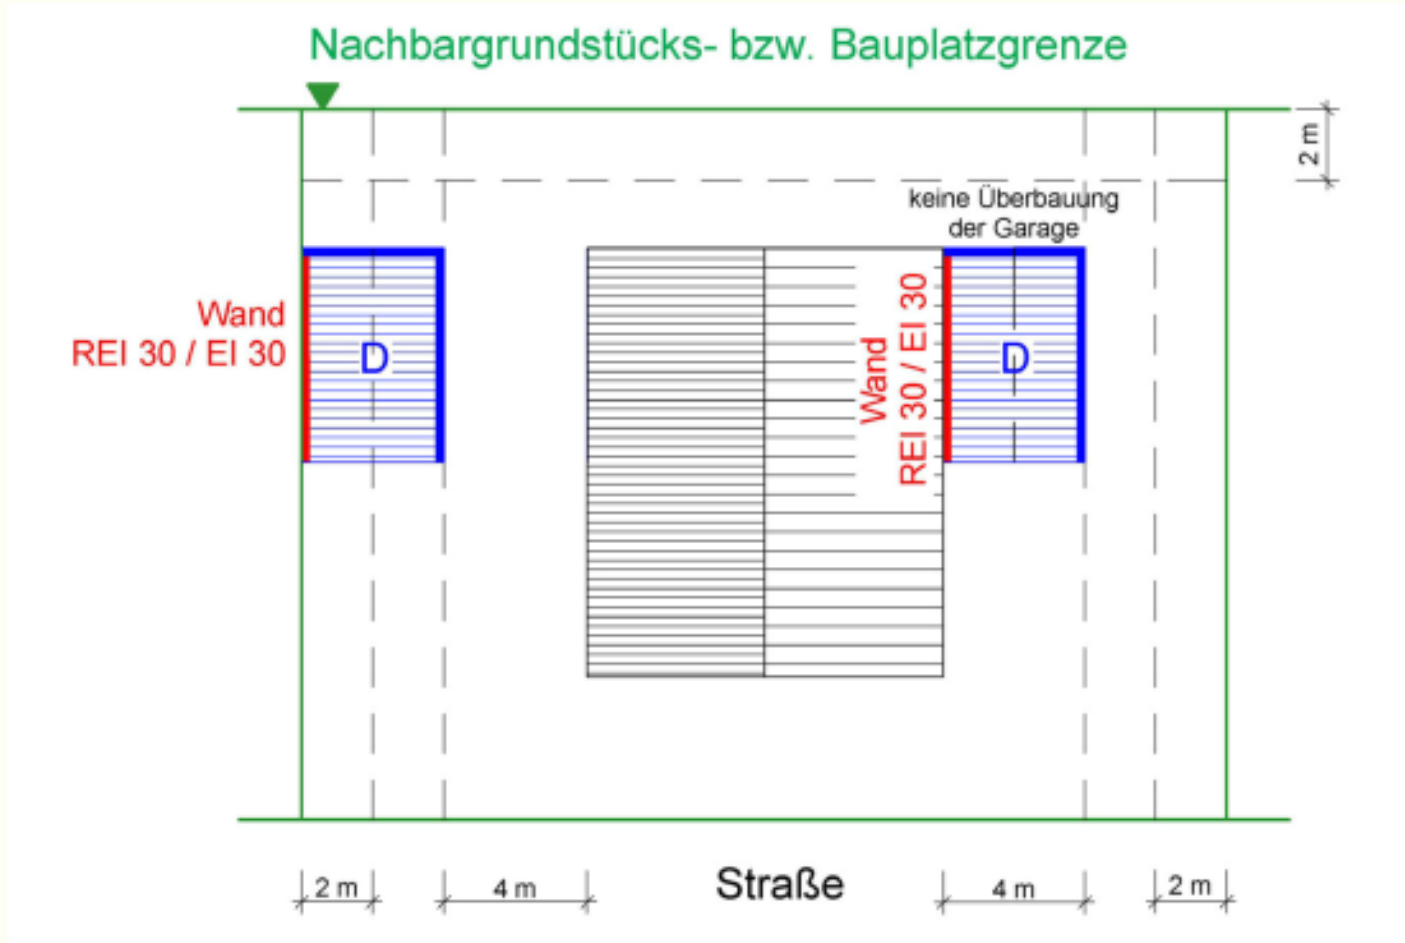 Nachbargrundstücks- bzw. Bauplatzgrenze
2 m
keine Überbauung
der Garage
Wand
REI 30 / EI 30
D
Wand
REI 30 / EI 30
D
2 m
4 m
Straße
4 m
2 m